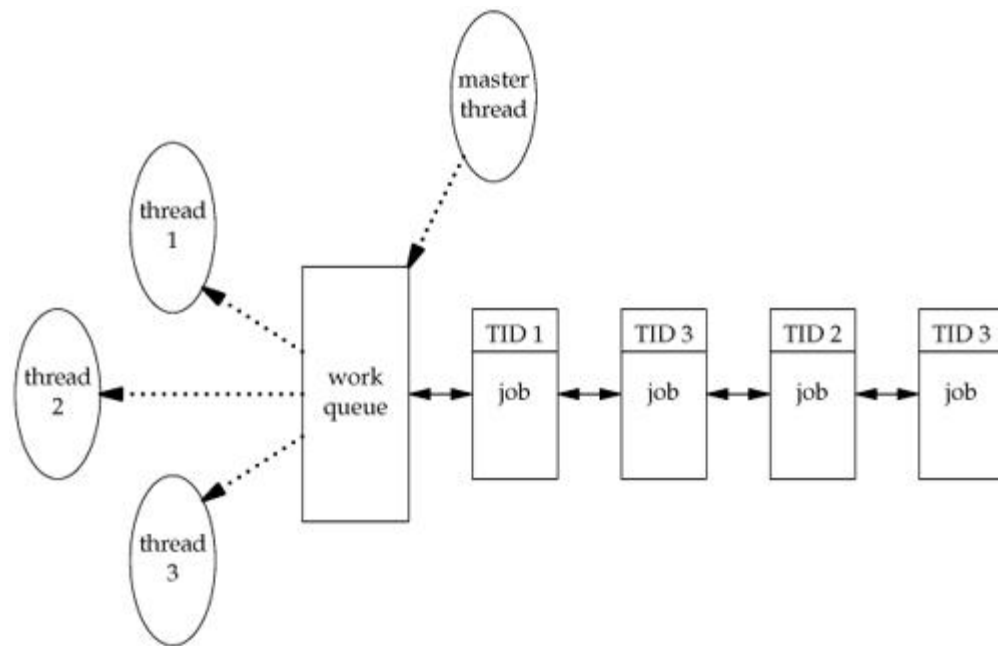 master
thread
thread
1
thread
2
thread
3
work
queue
TID 1
job
TID 3
job
TID 2
job
TID 3
job